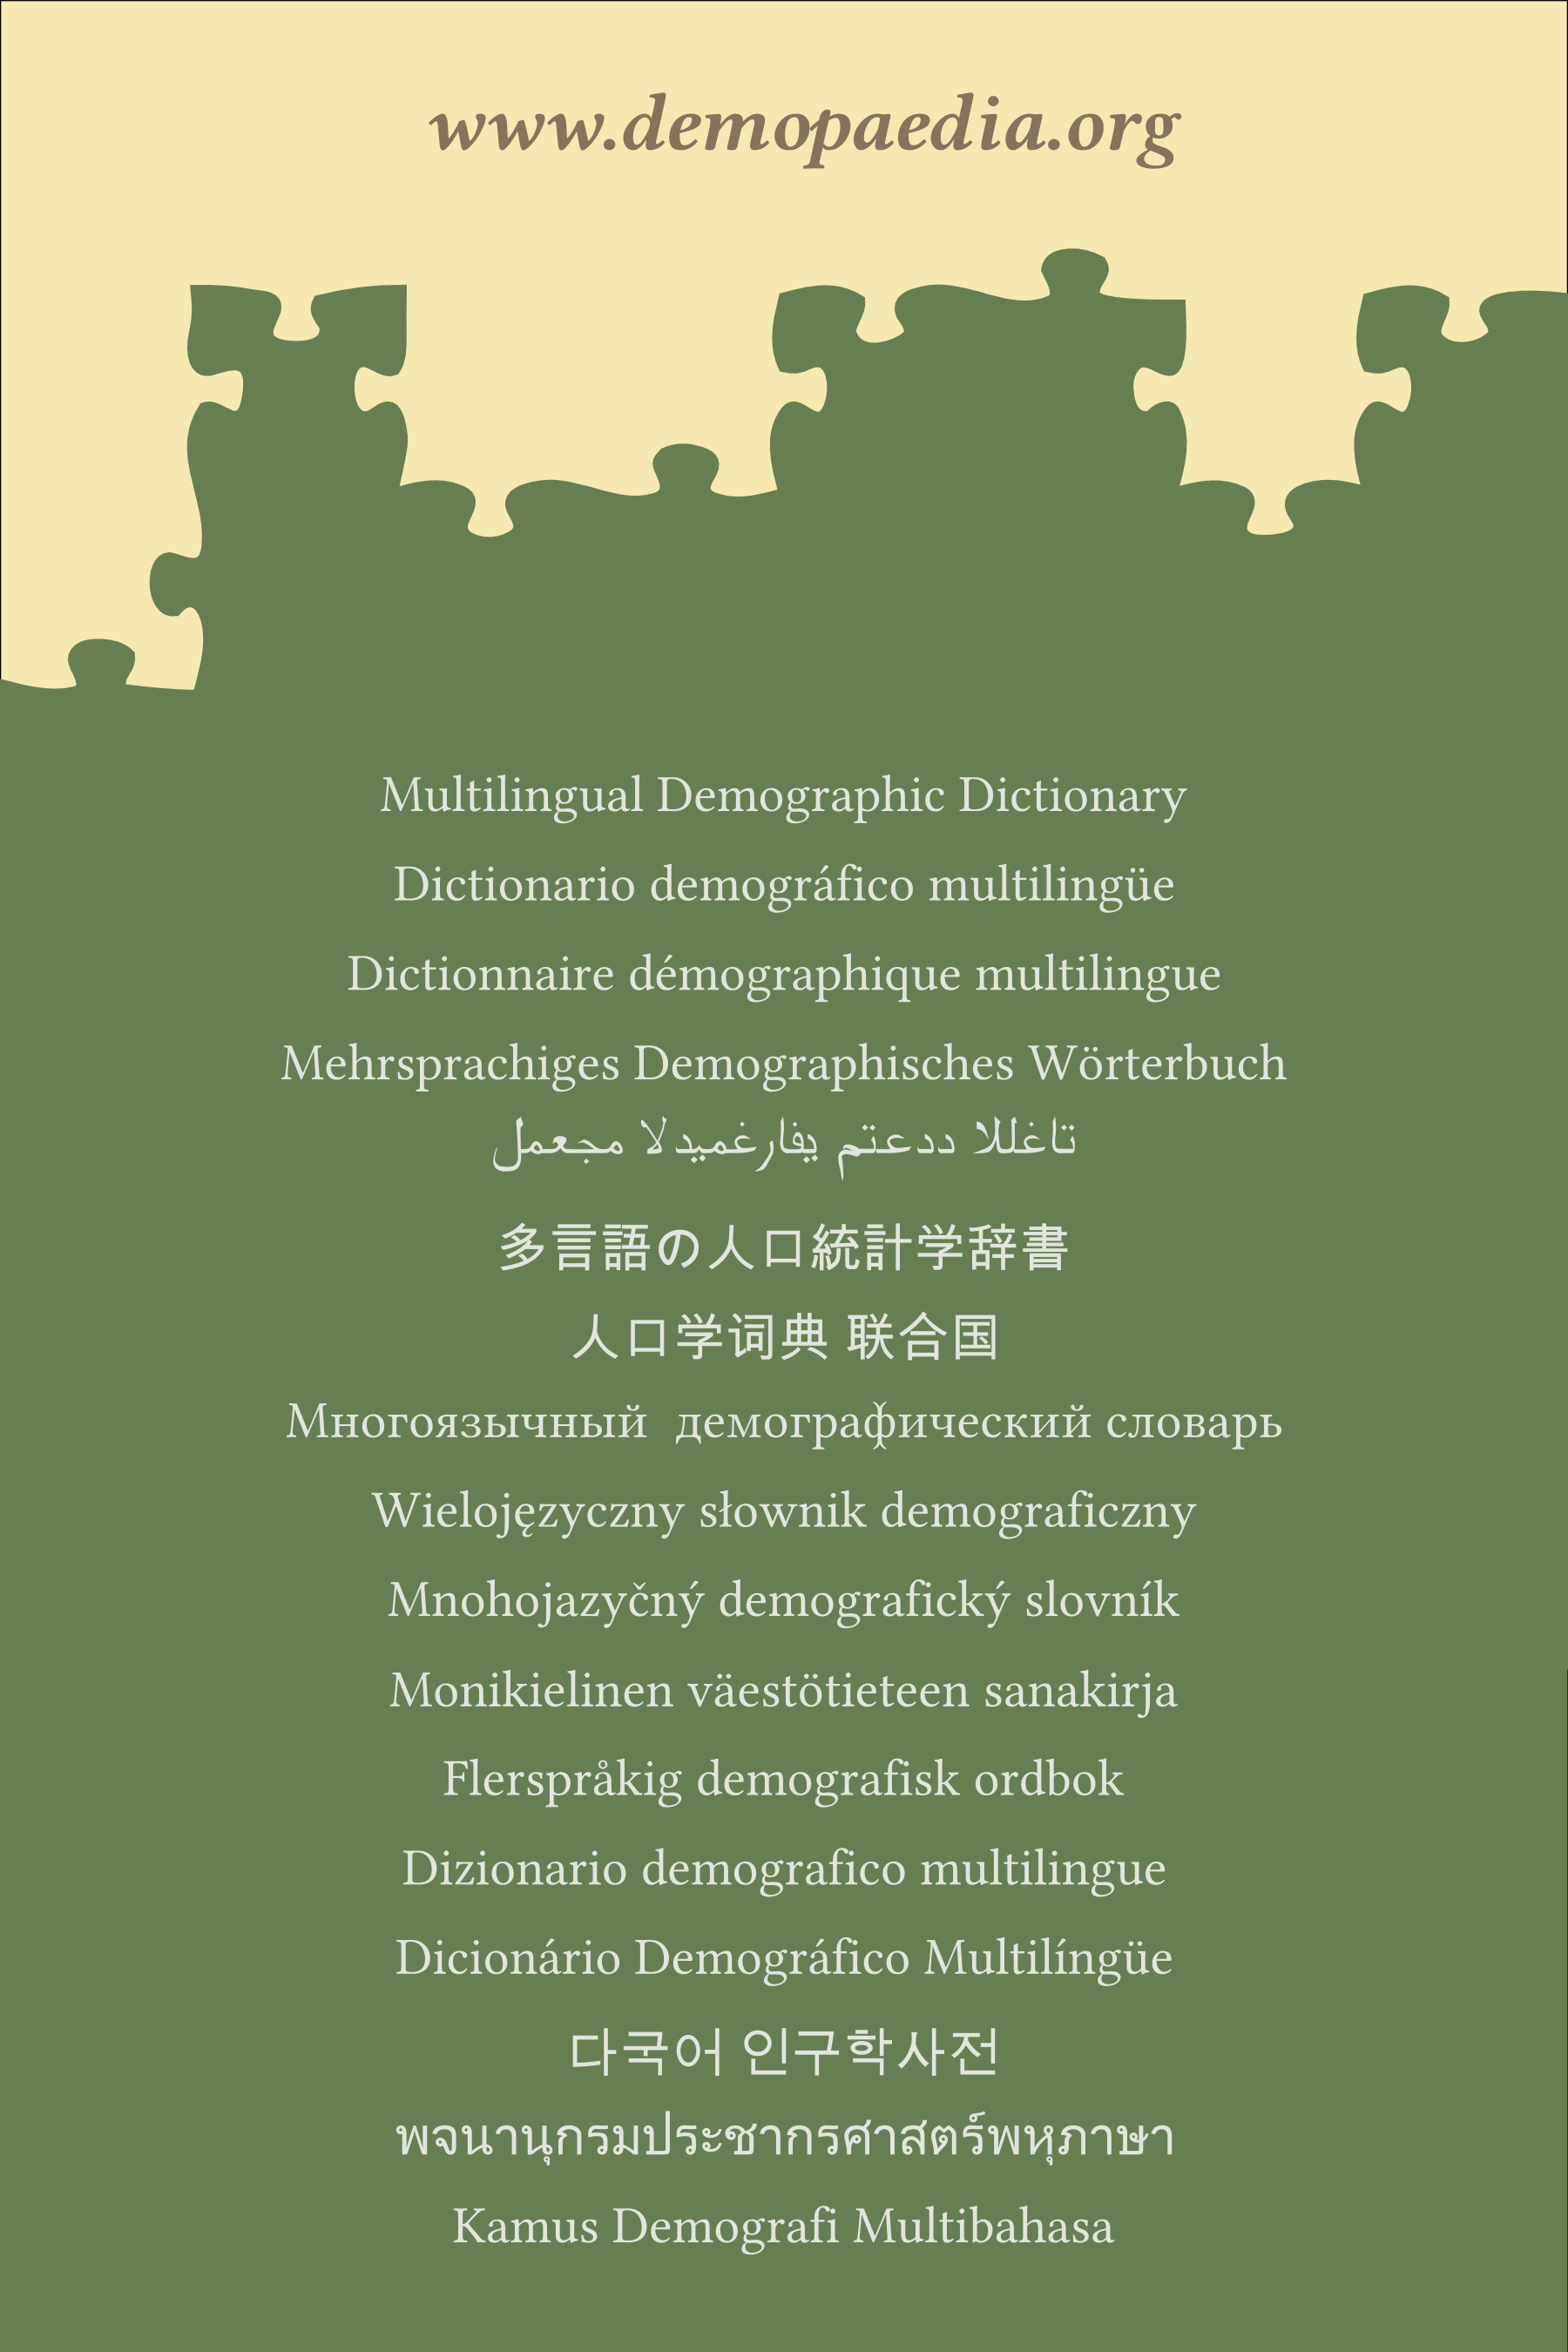 www.demopaedia.org
Multilingual Demographic Dictionary
Dictionario demográfico multilingüe
Dictionnaire démographique multilingue
Mehrsprachiges Demographisches Wörterbuch
تاغللا ددعتم يفارغميدلا مجعمل
多言語の人口統計学辞書
人口学词典 联合国
Многоязычный демографический словарь
Wielojęzyczny słownik demograficzny
Mnohojazyčný demografický slovník
Monikielinen väestötieteen sanakirja
Flerspråkig demografisk ordbok
Dizionario demografico multilingue
Dicionário Demográfico Multilíngüe
다국어 인구학사전
พจนานุกรมประชากรศาสตร์พหุภาษา
Kamus Demografi Multibahasa